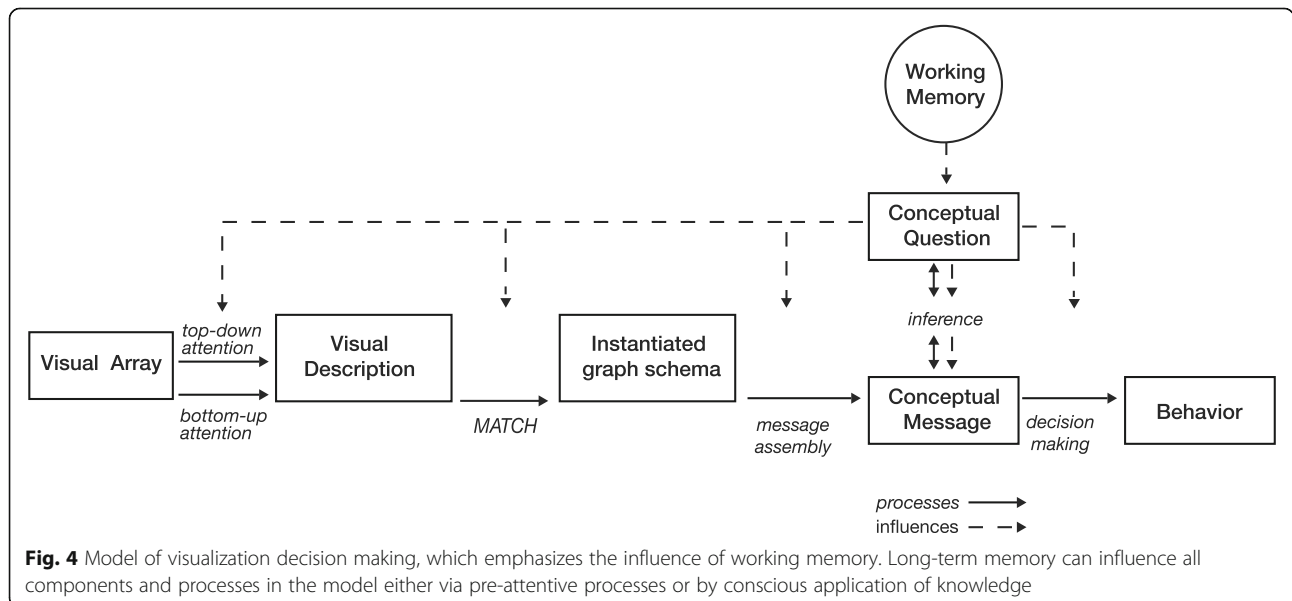 Working
Memory
Conceptual
Question
top-down
attention
Visual Array
bottom-up
attention
Visual
Description
MATCH
Instantiated
graph schema
message
assembly
inference
Conceptual
Message
decision
making
Behavior
processes
influences
Fig. 4 Model of visualization decision making, which emphasizes the influence of working memory. Long-term memory can influence all
components and processes in the model either via pre-attentive processes or by conscious application of knowledge